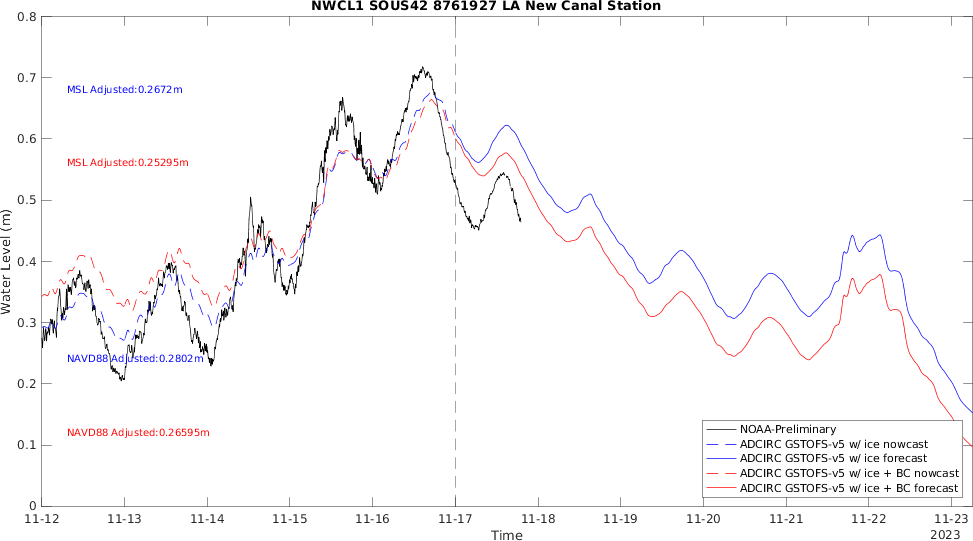 NWCL1 SOUS42 8761927 LA New Canal Station
0.8
0.7
0.6
0.5
0.4
0.3
0.2
0.1
0
Water Level (m)
MSL Adjusted:0.2672m
MSL Adjusted:0.25295m
NAVD88 Adjusted:0.2802m
NAVD88 Adjusted:0.26595m
NOAA-Preliminary
ADCIRC GSTOFS-v5 w/ ice nowcast
ADCIRC GSTOFS-v5 w/ ice forecast
ADCIRC GSTOFS-v5 w/ ice + BC nowcast
ADCIRC GSTOFS-v5 w/ ice + BC forecast
11-12 11-13 11-14 11-15 11-16 11-17 11-18 11-19 11-20 11-21 11-22 11-23
Time
2023